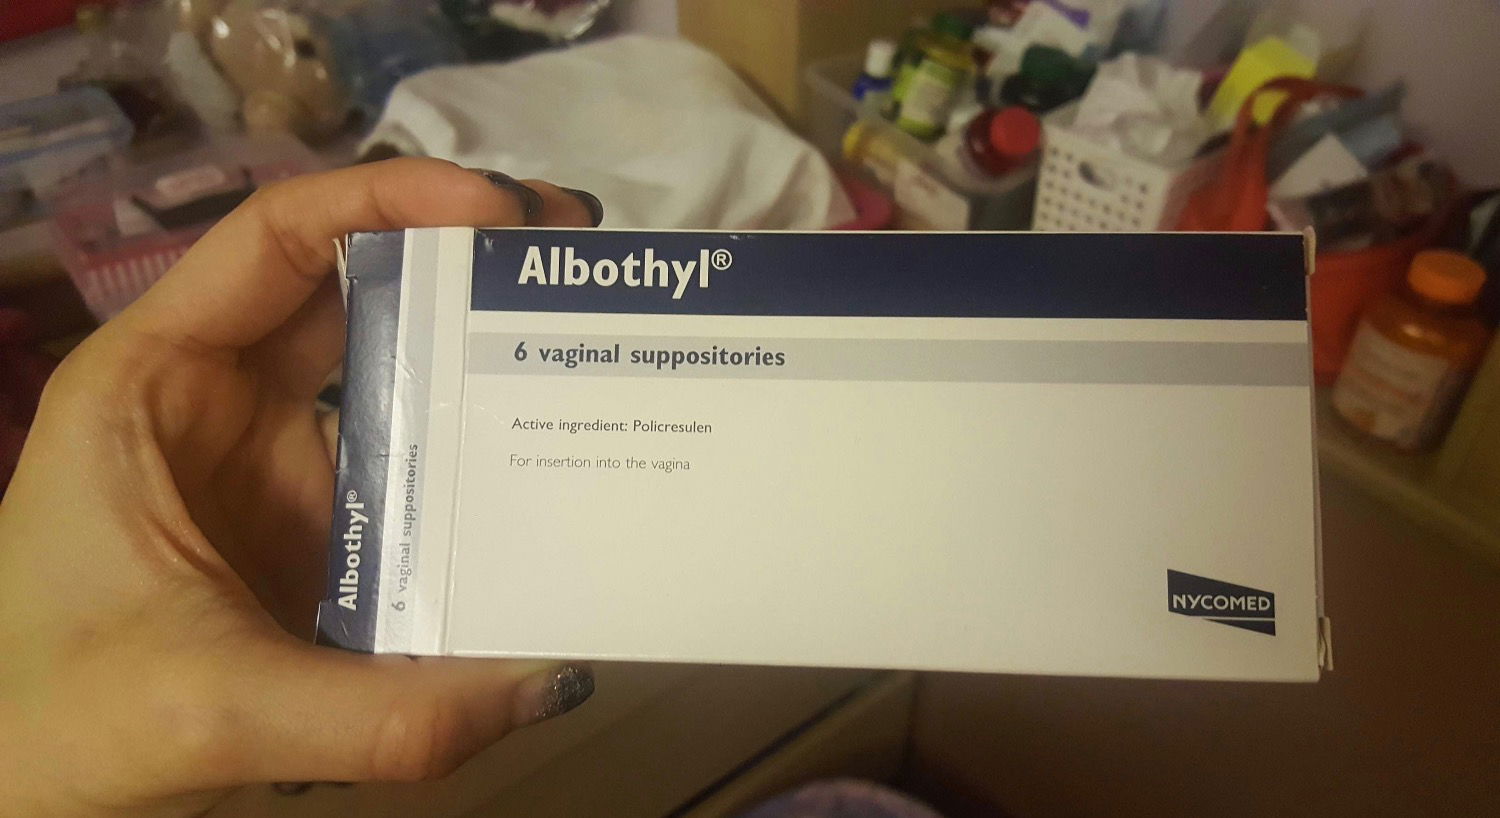 Albothyl®
6 vaginal suppositories
Active ingredient: Policresulen
For insertion into the vagina
NYCOMED
Albothyl®
6 vaginal suppositories